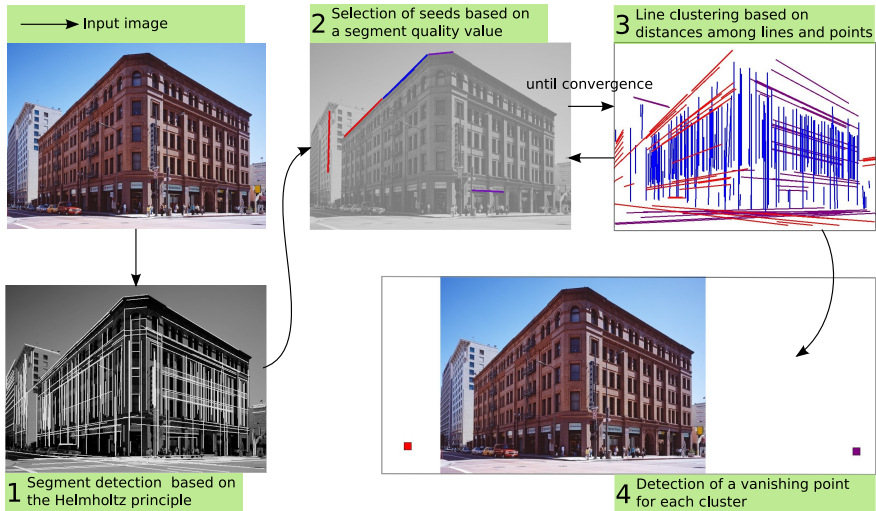 Input image
1 Segment detection based on
the Helmholtz principle
2 Selection of seeds based on
a segment quality value
until convergence
3 Line clustering based on
distances among lines and points
4 Detection of a vanishing point
for each cluster